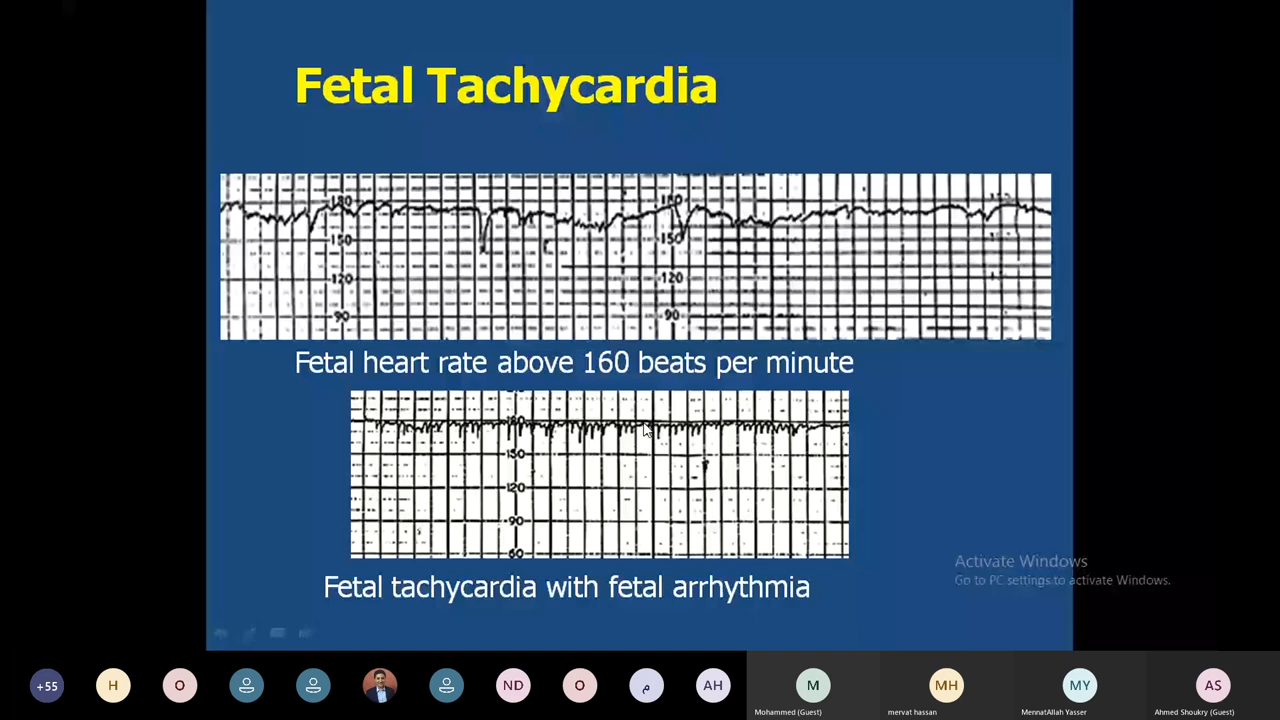 Fetal Tachycardia
180 180
150 150
120 120
90 90
Fetal heart rate above 160 beats per minute
180
150
120
90
60
Fetal tachycardia with fetal arrhythmia
Activate Windows
Go to PC settings to activate Windows.
+55 H O ND O م AH M MH MY AS
Mohammed (Guest) mervat hassan MennatAllah Yasser Ahmed Shoukry (Guest)